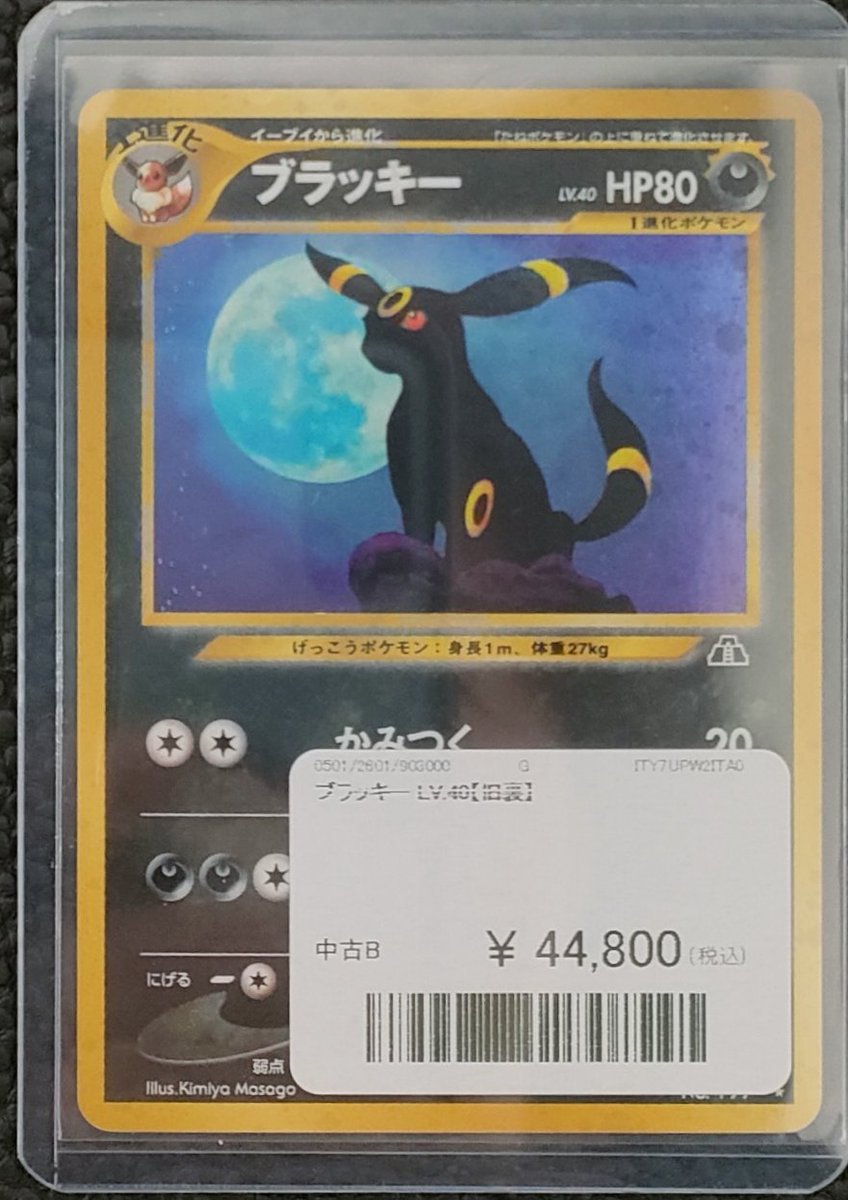 進化
イーブイから進化
「たねポケモン」の上に重ねて進化させます。
ブラッキー
LV.40 HP80
1進化ポケモン
げっこうポケモン：身長1m、体重27kg
かみつく 20
0501/2601/903000 G ITY7UPW2ITA0
ブラッキー LV.40【旧裏】
中古B ¥ 44,800(税込)
にげる
弱点
Illus.Kimiya Masago